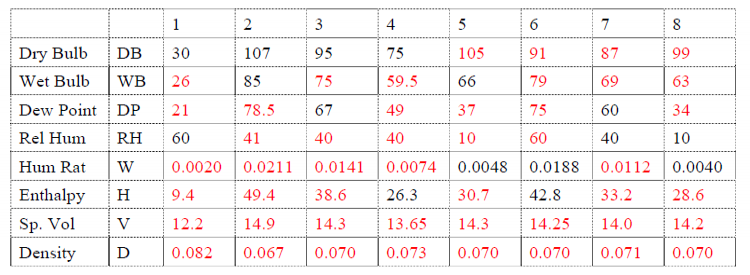 1 2 3 4 5 6 7 8
Dry Bulb DB 30 107 95 75 105 91 87 99
Wet Bulb WB 26 85 75 59.5 66 79 69 63
Dew Point DP 21 78.5 67 49 37 75 60 34
Rel Hum RH 60 41 40 40 10 60 40 10
Hum Rat W 0.0020 0.0211 0.0141 0.0074 0.0048 0.0188 0.0112 0.0040
Enthalpy H 9.4 49.4 38.6 26.3 30.7 42.8 33.2 28.6
Sp. Vol V 12.2 14.9 14.3 13.65 14.3 14.25 14.0 14.2
Density D 0.082 0.067 0.070 0.073 0.070 0.070 0.071 0.070